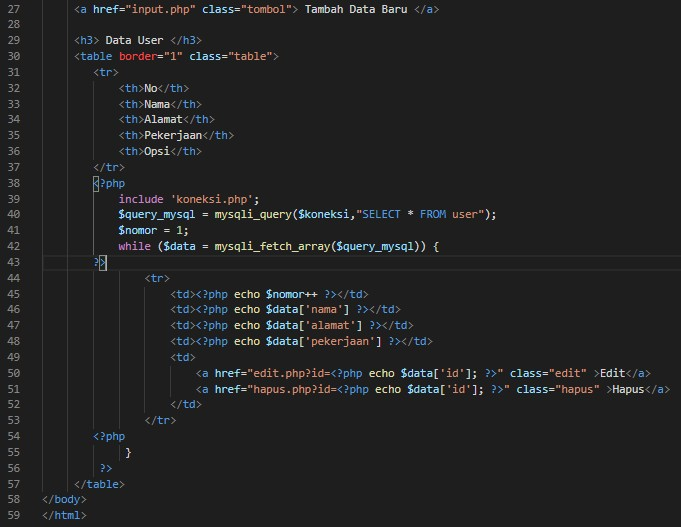 27 <a href="input.php" class="tombol"> Tambah Data Baru </a>
28
29 <h3> Data User </h3>
30 <table border="1" class="table">
31 <tr>
32 <th>No</th>
33 <th>Nama</th>
34 <th>Alamat</th>
35 <th>Pekerjaan</th>
36 <th>Opsi</th>
37 </tr>
38 <?php
39 include 'koneksi.php';
40 $query_mysql = mysqli_query($koneksi,"SELECT * FROM user");
41 $nomor = 1;
42 while ($data = mysqli_fetch_array($query_mysql)) {
43 ?>
44 <tr>
45 <td><?php echo $nomor++ ?></td>
46 <td><?php echo $data['nama'] ?></td>
47 <td><?php echo $data['alamat'] ?></td>
48 <td><?php echo $data['pekerjaan'] ?></td>
49 <td>
50 <a href="edit.php?id=<?php echo $data['id']; ?>" class="edit" >Edit</a>
51 <a href="hapus.php?id=<?php echo $data['id']; ?>" class="hapus" >Hapus</a>
52 </td>
53 </tr>
54 <?php
55 }
56 ?>
57 </table>
58 </body>
59 </html>